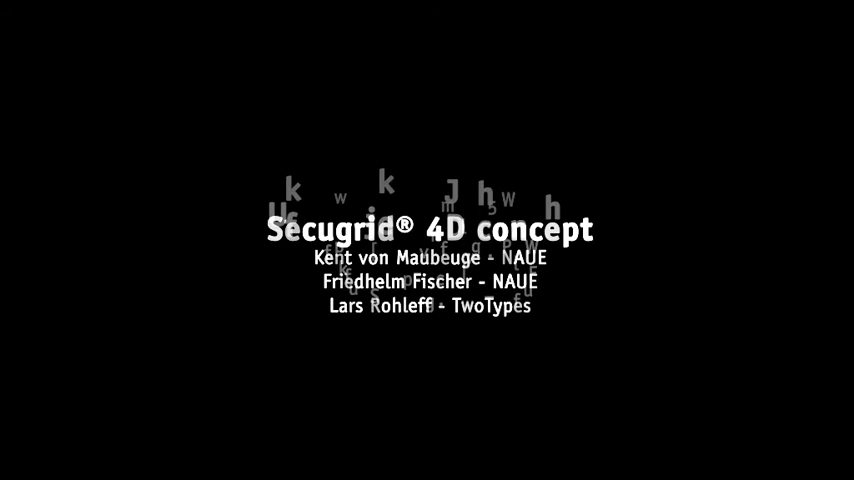 Secugrid® 4D concept
Kent von Maubeuge - NAUE
Friedhelm Fischer - NAUE
Lars Rohleff - TwoTypes